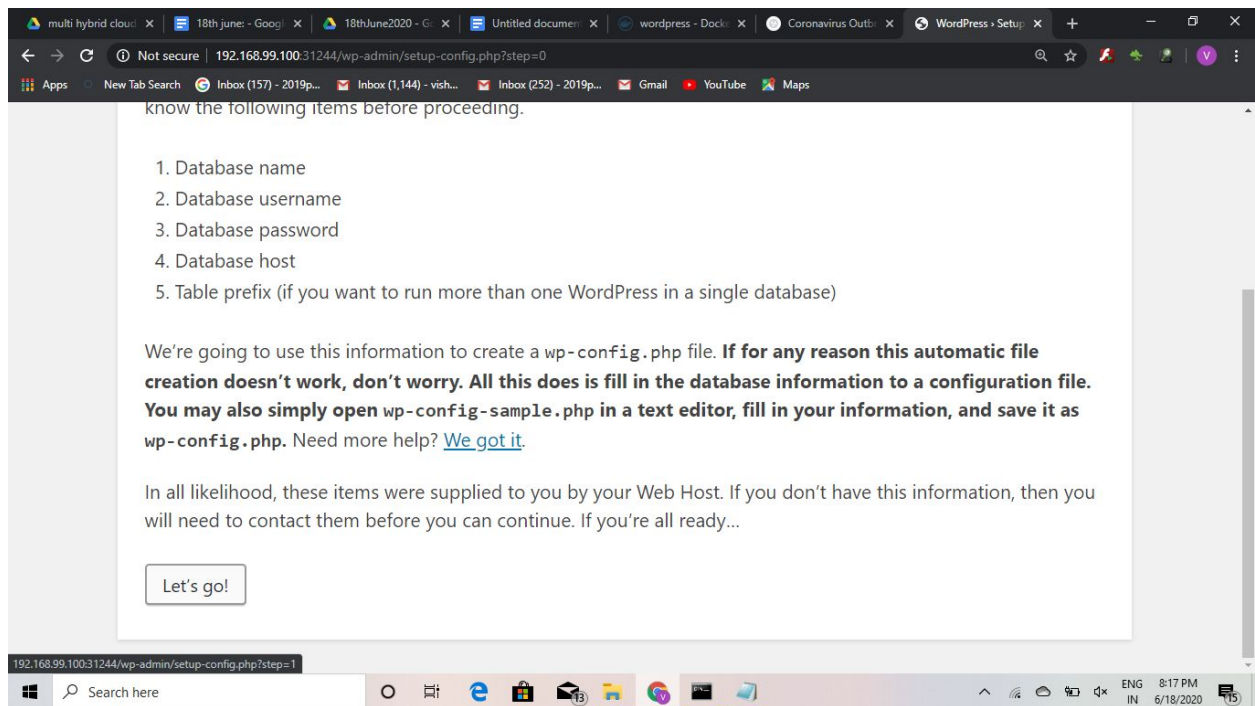 multi hybrid cloud
18th june: - Googl
18thJune2020 - G
Untitled documen
wordpress - Docke
Coronavirus Outb
WordPress › Setup
Not secure | 192.168.99.100:31244/wp-admin/setup-config.php?step=0
V
Apps
New Tab Search
Inbox (157) - 2019p...
Inbox (1,144) - vish...
Inbox (252) - 2019p...
Gmail
YouTube
Maps
know the following items before proceeding.
1. Database name
2. Database username
3. Database password
4. Database host
5. Table prefix (if you want to run more than one WordPress in a single database)
We’re going to use this information to create a wp-config.php file. If for any reason this automatic file
creation doesn’t work, don’t worry. All this does is fill in the database information to a configuration file.
You may also simply open wp-config-sample.php in a text editor, fill in your information, and save it as
wp-config.php. Need more help? We got it.
In all likelihood, these items were supplied to you by your Web Host. If you don’t have this information, then you
will need to contact them before you can continue. If you’re all ready…
Let’s go!
192.168.99.100:31244/wp-admin/setup-config.php?step=1
Search here
13
V
ENG
IN
8:17 PM
6/18/2020
15